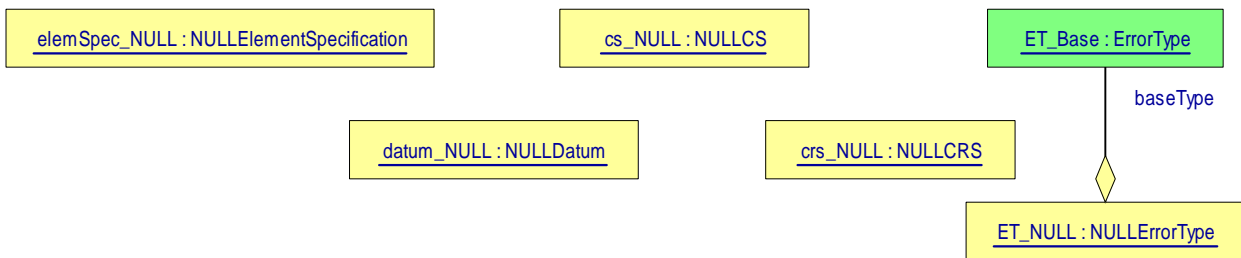 elemSpec_NULL : NULLElementSpecification
cs_NULL : NULLCS
ET_Base : ErrorType
baseType
datum_NULL : NULLDatum
crs_NULL : NULLCRS
ET_NULL : NULLErrorType